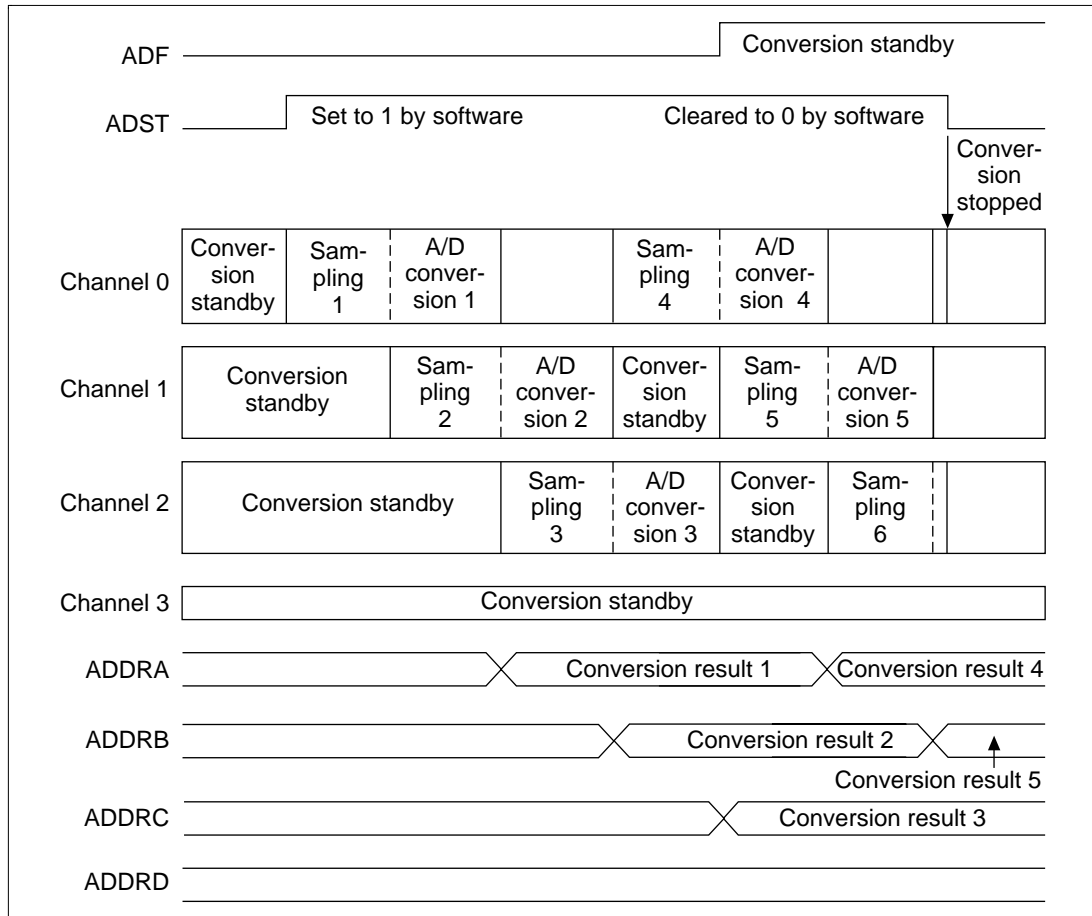 ADF
Conversion standby
ADST
Set to 1 by software
Cleared to 0 by software
Conver-
sion
stopped
Channel 0
Conver-
sion
standby
Sam-
pling
1
A/D
conver-
sion 1
Sam-
pling
4
A/D
conver-
sion 4
Channel 1
Conversion
standby
Sam-
pling
2
A/D
conver-
sion 2
Conver-
sion
standby
Sam-
pling
5
A/D
conver-
sion 5
Channel 2
Conversion standby
Sam-
pling
3
A/D
conver-
sion 3
Conver-
sion
standby
Sam-
pling
6
Channel 3
Conversion standby
ADDRA
Conversion result 1
Conversion result 4
ADDRB
Conversion result 2
Conversion result 5
ADDRC
Conversion result 3
ADDRD